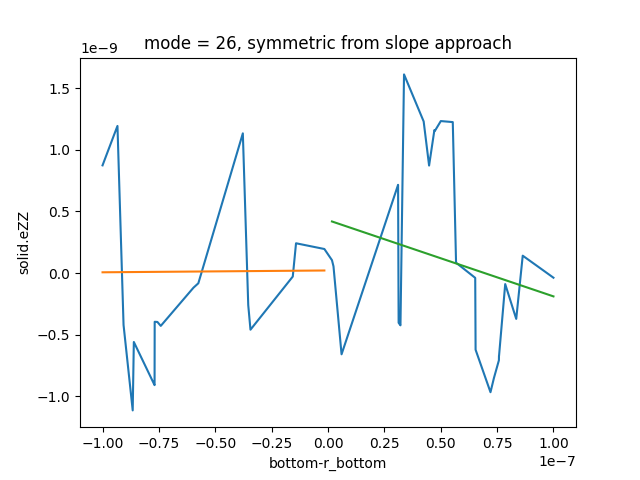 mode = 26, symmetric from slope approach
1e−9
1.5
1.0
0.5
0.0
−0.5
−1.0
solid.eZZ
−1.00 −0.75 −0.50 −0.25 0.00 0.25 0.50 0.75 1.00
1e−7
bottom-r_bottom